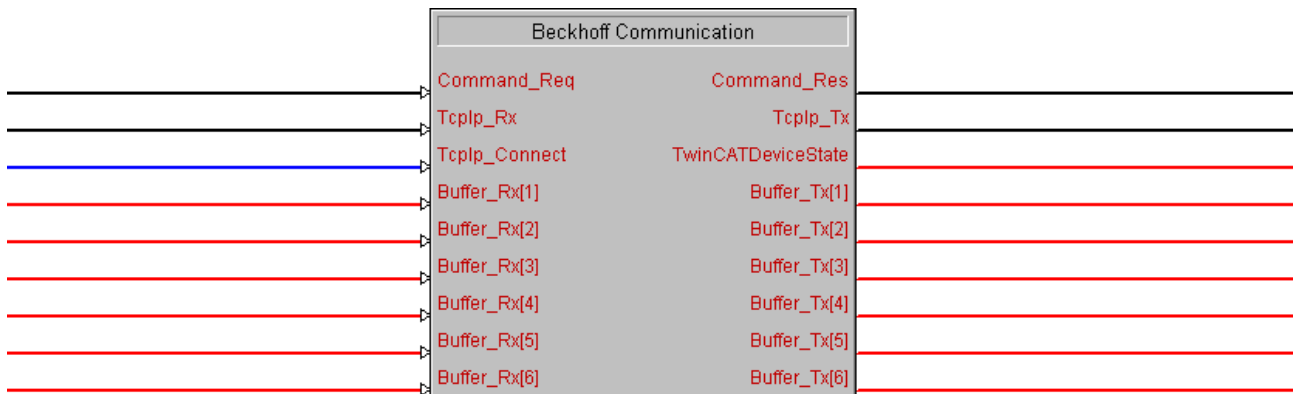 Beckhoff Communication
Command_Req Command_Res
TcpIp_Rx TcpIp_Tx
TcpIp_Connect TwinCATDeviceState
Buffer_Rx[1] Buffer_Tx[1]
Buffer_Rx[2] Buffer_Tx[2]
Buffer_Rx[3] Buffer_Tx[3]
Buffer_Rx[4] Buffer_Tx[4]
Buffer_Rx[5] Buffer_Tx[5]
Buffer_Rx[6] Buffer_Tx[6]